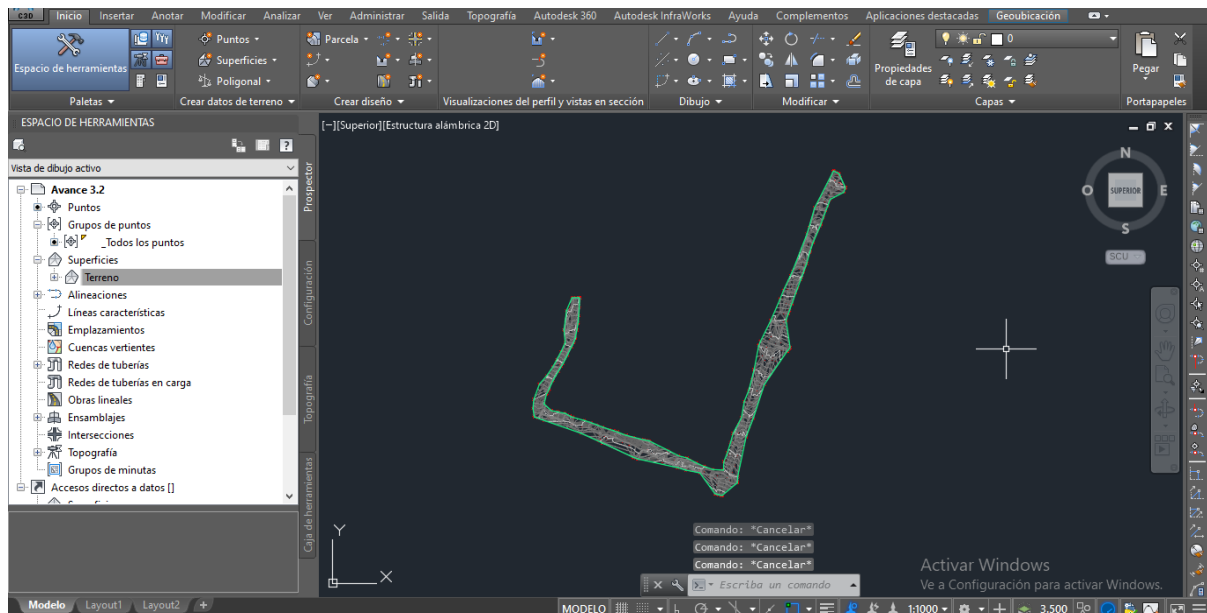 C3D Inicio Insertar Anotar Modificar Analizar Ver Administrar Salida Topografía Autodesk 360 Autodesk InfraWorks Ayuda Complementos Aplicaciones destacadas Geoubicación
Espacio de herramientas
Puntos
Superficies
Poligonal
Parcela
Propiedades
de capa
0
Pegar
Paletas Crear datos de terreno Crear diseño Visualizaciones del perfil y vistas en sección Dibujo Modificar Capas Portapapeles
ESPACIO DE HERRAMIENTAS
Vista de dibujo activo
Avance 3.2
Puntos
Grupos de puntos
_Todos los puntos
Superficies
Terreno
Alineaciones
Líneas características
Emplazamientos
Cuencas vertientes
Redes de tuberías
Redes de tuberías en carga
Obras lineales
Ensamblajes
Intersecciones
Topografía
Grupos de minutas
Accesos directos a datos []
Prospector
Configuración
Topografía
Caja de herramientas
[−][Superior][Estructura alámbrica 2D]
N
O SUPERIOR E
S
SCU
Y
X
Comando: *Cancelar*
Comando: *Cancelar*
Comando: *Cancelar*
Escriba un comando
Activar Windows
Ve a Configuración para activar Windows.
Modelo Layout1 Layout2 +
MODELO 1:1000 3.500